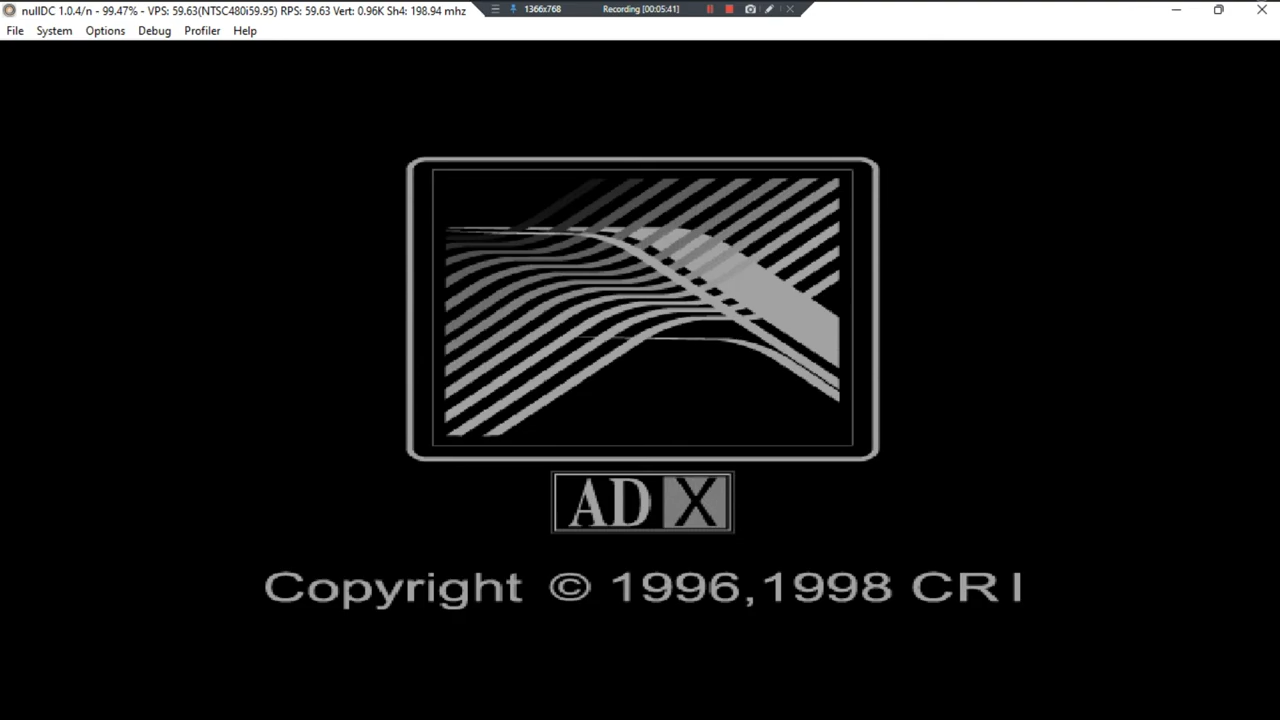 nullDC 1.0.4/n - 99.47% - VPS: 59.63(NTSC480i59.95) RPS: 59.63 Vert: 0.96K Sh4: 198.94 mhz
1366x768
Recording [00:05:41]
File System Options Debug Profiler Help
ADX
Copyright © 1996,1998 CRI